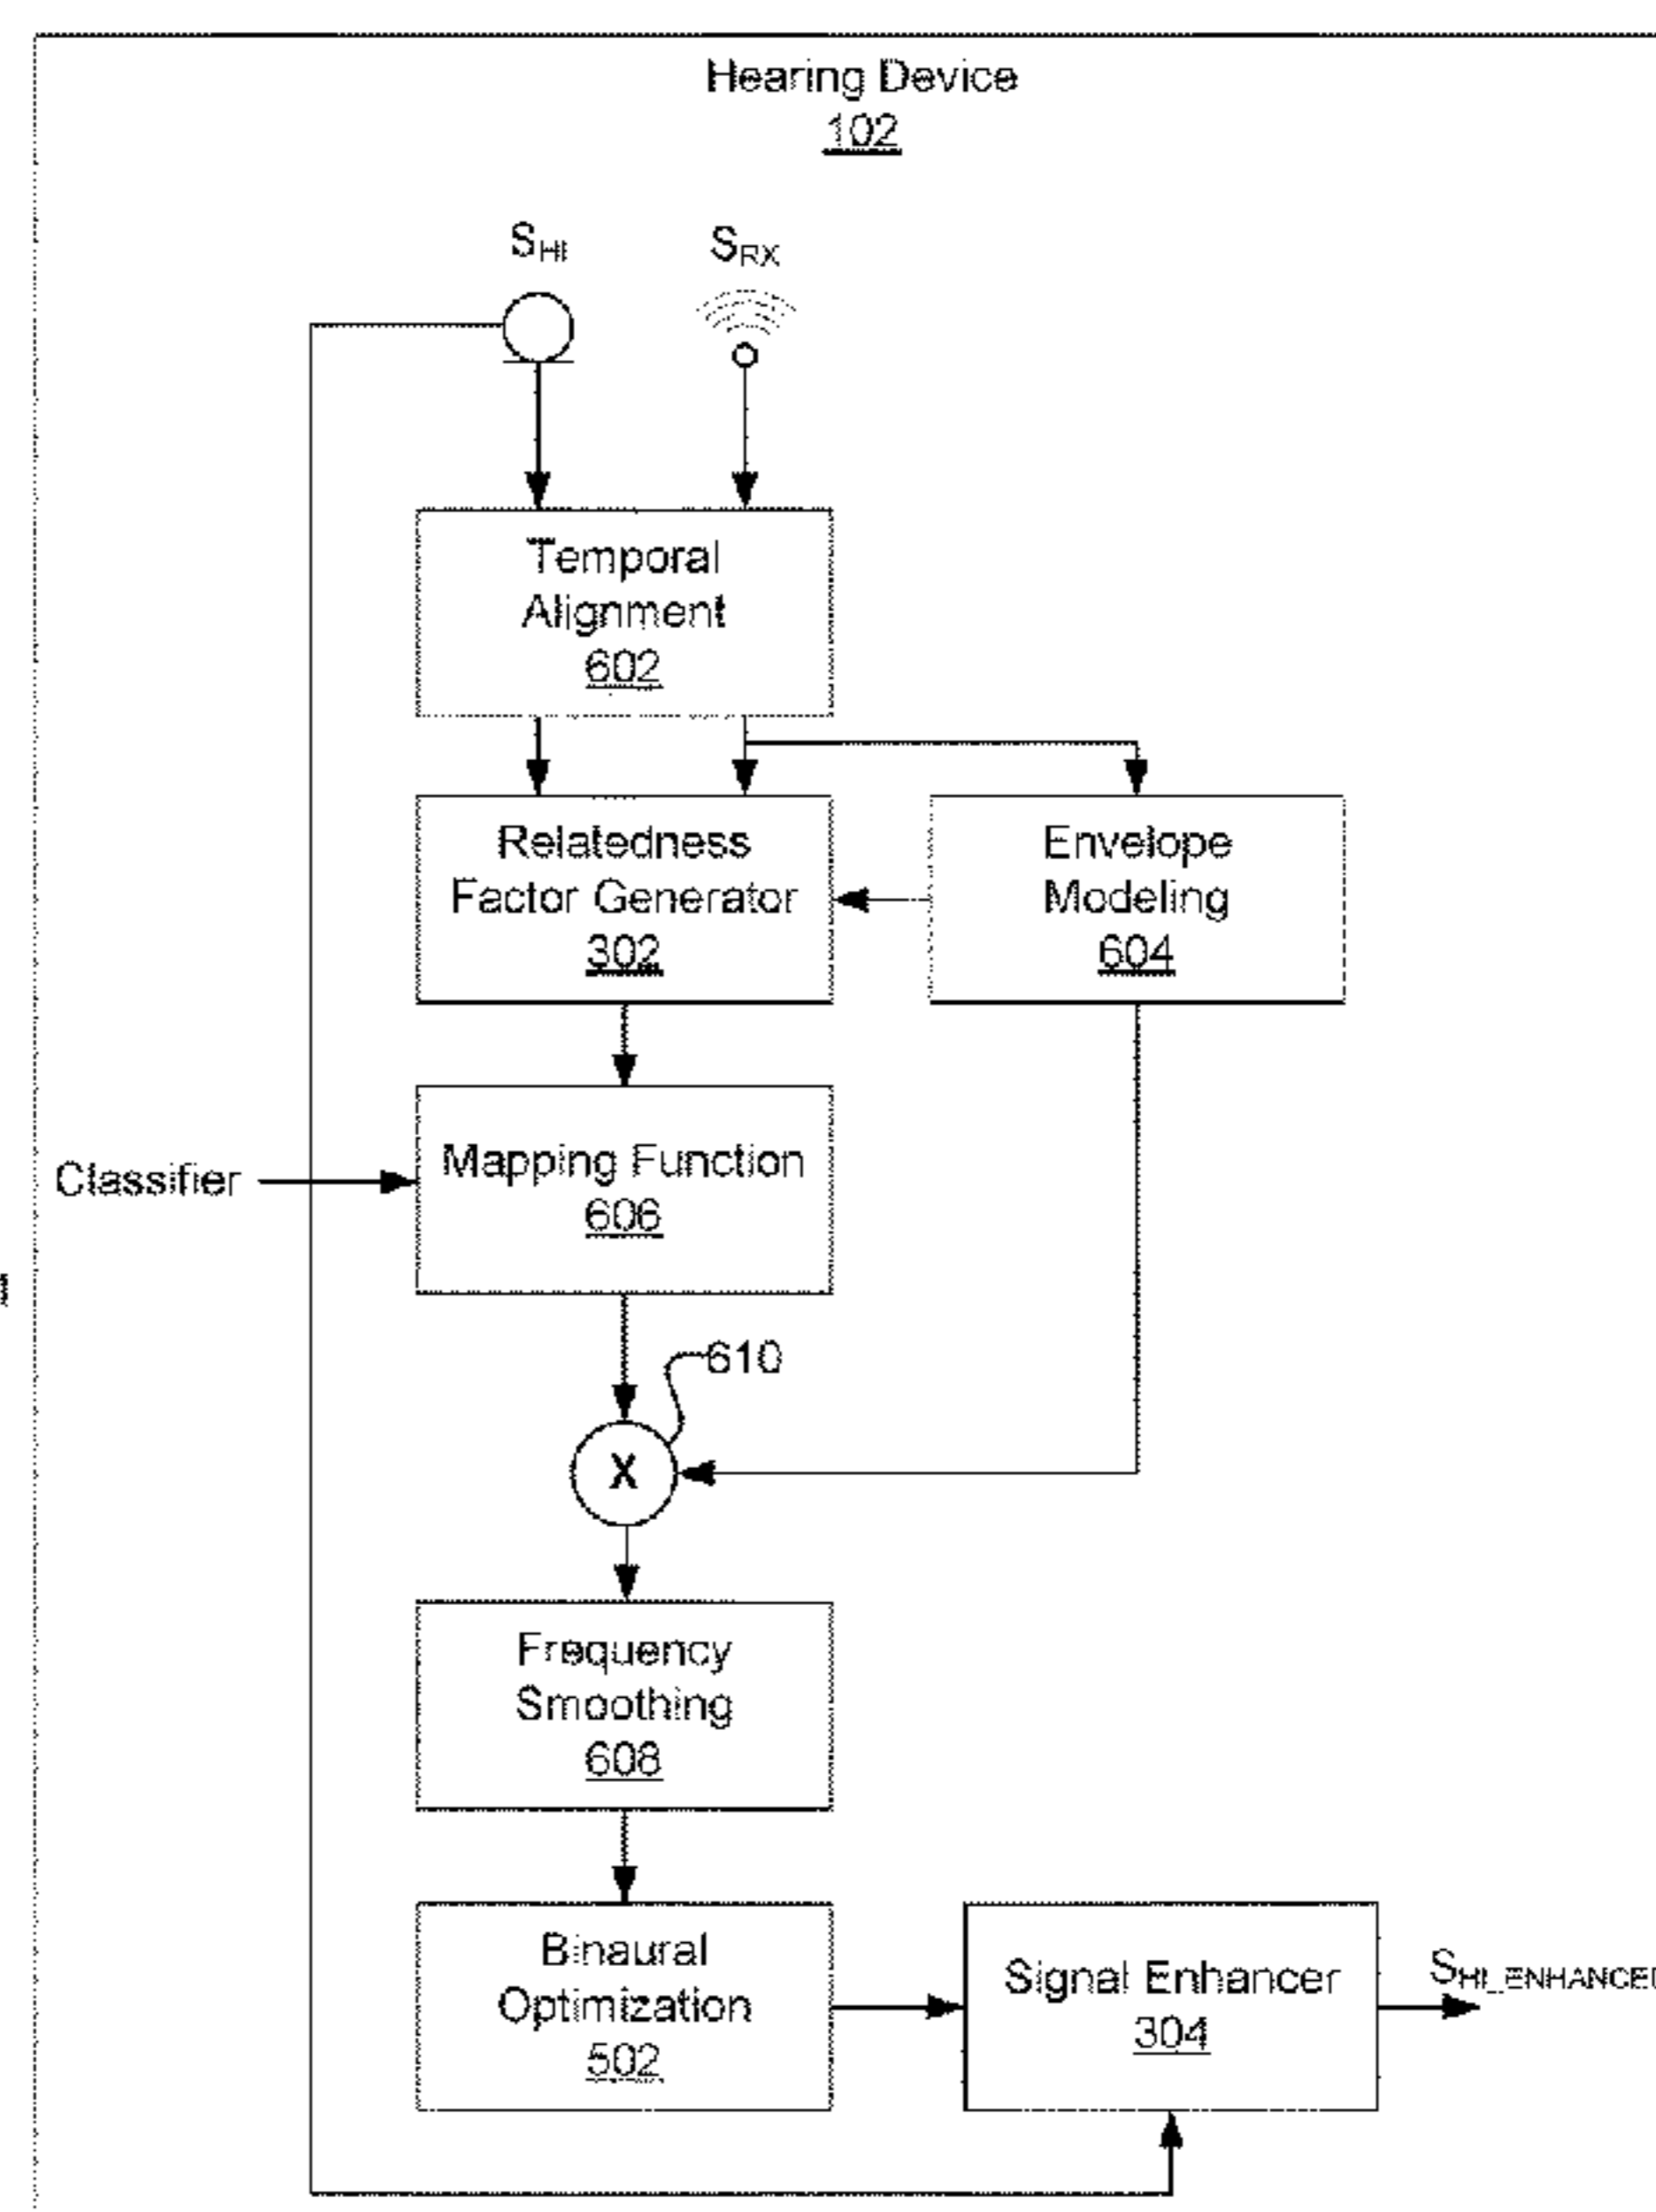 Hearing Device
102
SHI SRX
Temporal
Alignment
602
Relatedness
Factor Generator
302
Envelope
Modeling
604
Classifier
Mapping Function
606
610
X
Frequency
Smoothing
608
Binaural
Optimization
502
Signal Enhancer
304
SHI_ENHANCED